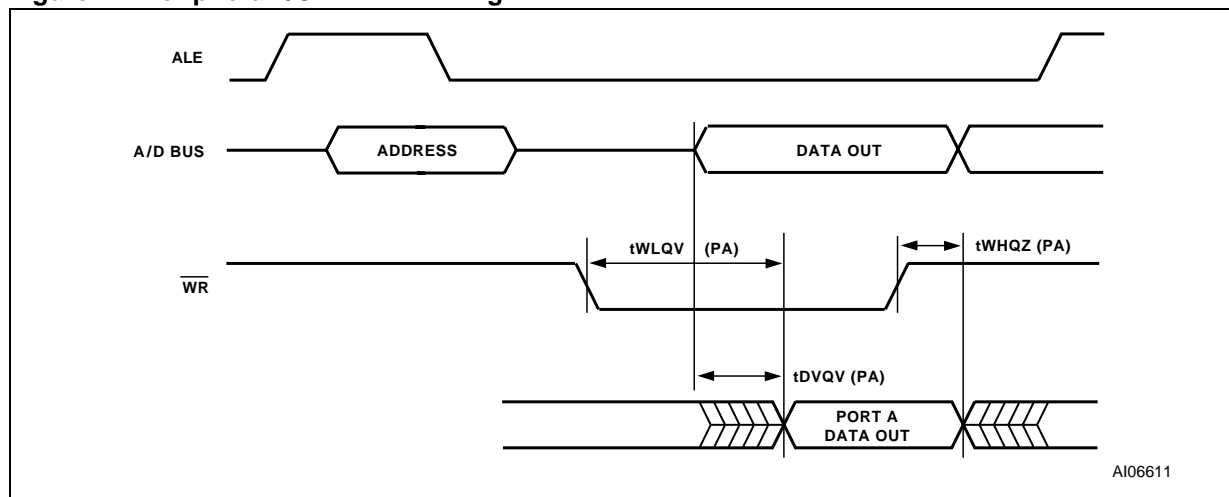 ALE
A/D BUS
ADDRESS
DATA OUT
tWLQV (PA)
tWHQZ (PA)
WR
tDVQV (PA)
PORT A
DATA OUT
AI06611